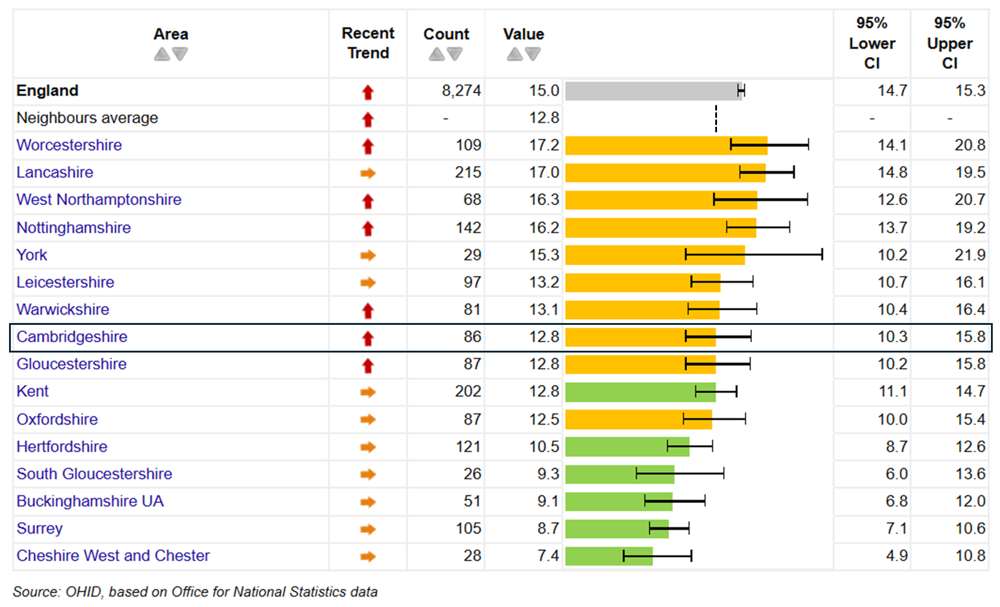 Area Recent Trend Count Value 95% Lower CI 95% Upper CI
England 8,274 15.0 14.7 15.3
Neighbours average - 12.8 - -
Worcestershire 109 17.2 14.1 20.8
Lancashire 215 17.0 14.8 19.5
West Northamptonshire 68 16.3 12.6 20.7
Nottinghamshire 142 16.2 13.7 19.2
York 29 15.3 10.2 21.9
Leicestershire 97 13.2 10.7 16.1
Warwickshire 81 13.1 10.4 16.4
Cambridgeshire 86 12.8 10.3 15.8
Gloucestershire 87 12.8 10.2 15.8
Kent 202 12.8 11.1 14.7
Oxfordshire 87 12.5 10.0 15.4
Hertfordshire 121 10.5 8.7 12.6
South Gloucestershire 26 9.3 6.0 13.6
Buckinghamshire UA 51 9.1 6.8 12.0
Surrey 105 8.7 7.1 10.6
Cheshire West and Chester 28 7.4 4.9 10.8
Source: OHID, based on Office for National Statistics data